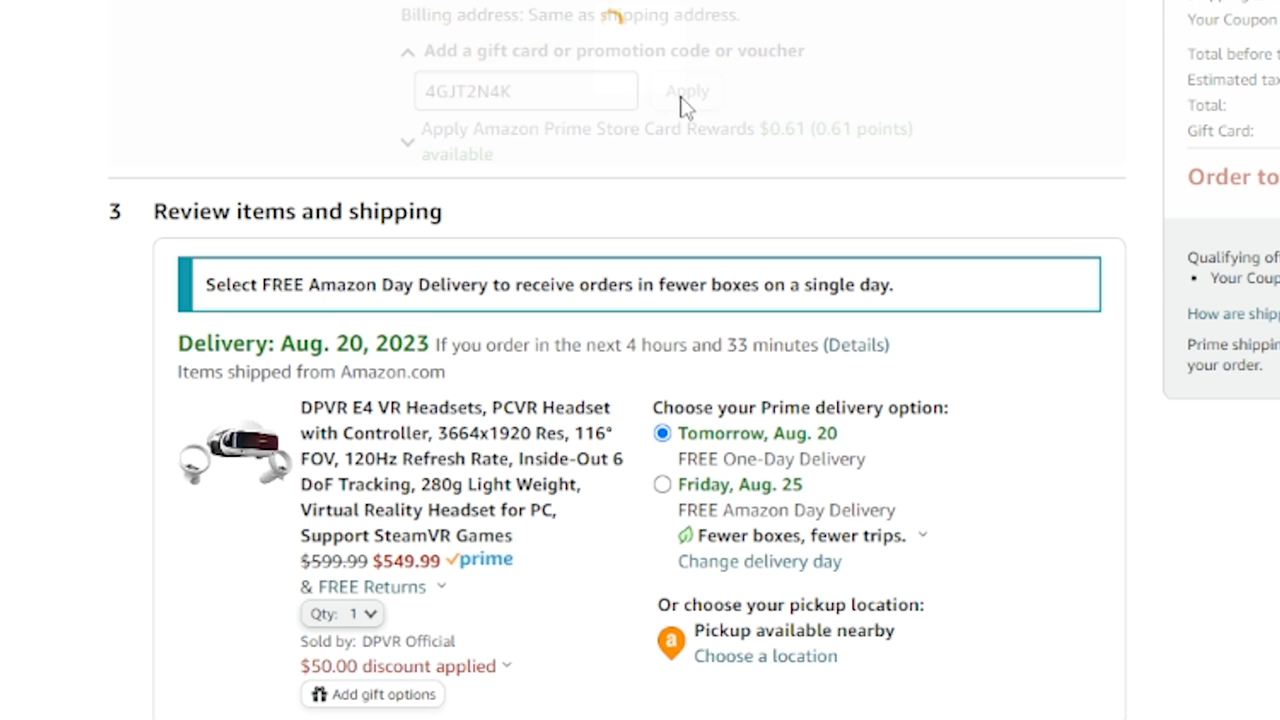 Billing address: Same as shipping address.
Add a gift card or promotion code or voucher
4GJT2N4K
Apply
Apply Amazon Prime Store Card Rewards $0.61 (0.61 points)
available
3 Review items and shipping
Select FREE Amazon Day Delivery to receive orders in fewer boxes on a single day.
Delivery: Aug. 20, 2023 If you order in the next 4 hours and 33 minutes (Details)
Items shipped from Amazon.com
DPVR E4 VR Headsets, PCVR Headset
with Controller, 3664x1920 Res, 116°
FOV, 120Hz Refresh Rate, Inside-Out 6
DoF Tracking, 280g Light Weight,
Virtual Reality Headset for PC,
Support SteamVR Games
$599.99 $549.99 prime
& FREE Returns
Qty: 1
Sold by: DPVR Official
$50.00 discount applied
Add gift options
Choose your Prime delivery option:
Tomorrow, Aug. 20
FREE One-Day Delivery
Friday, Aug. 25
FREE Amazon Day Delivery
Fewer boxes, fewer trips.
Change delivery day
Or choose your pickup location:
a
Pickup available nearby
Choose a location
Your Coupon
Total before
Estimated tax
Total:
Gift Card:
Order to
Qualifying of
• Your Coup
How are shipp
Prime shippin
your order.